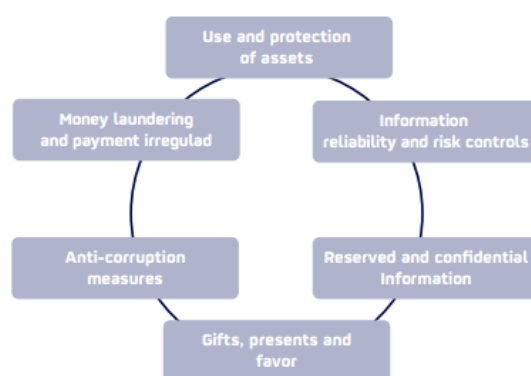 Use and protection
of assets
Information
reliability and risk controls
Reserved and confidential
Information
Gifts, presents and
favor
Anti-corruption
measures
Money laundering
and payment irregulad